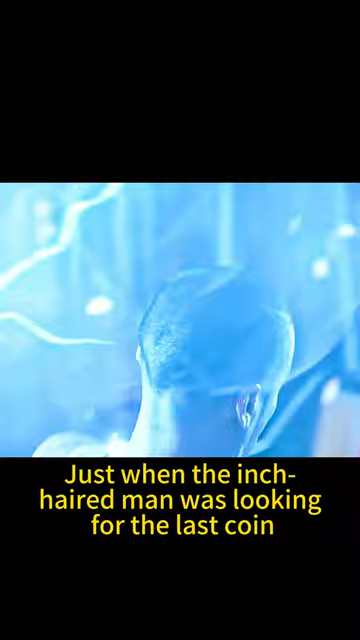 Just when the inch-
haired man was looking
for the last coin